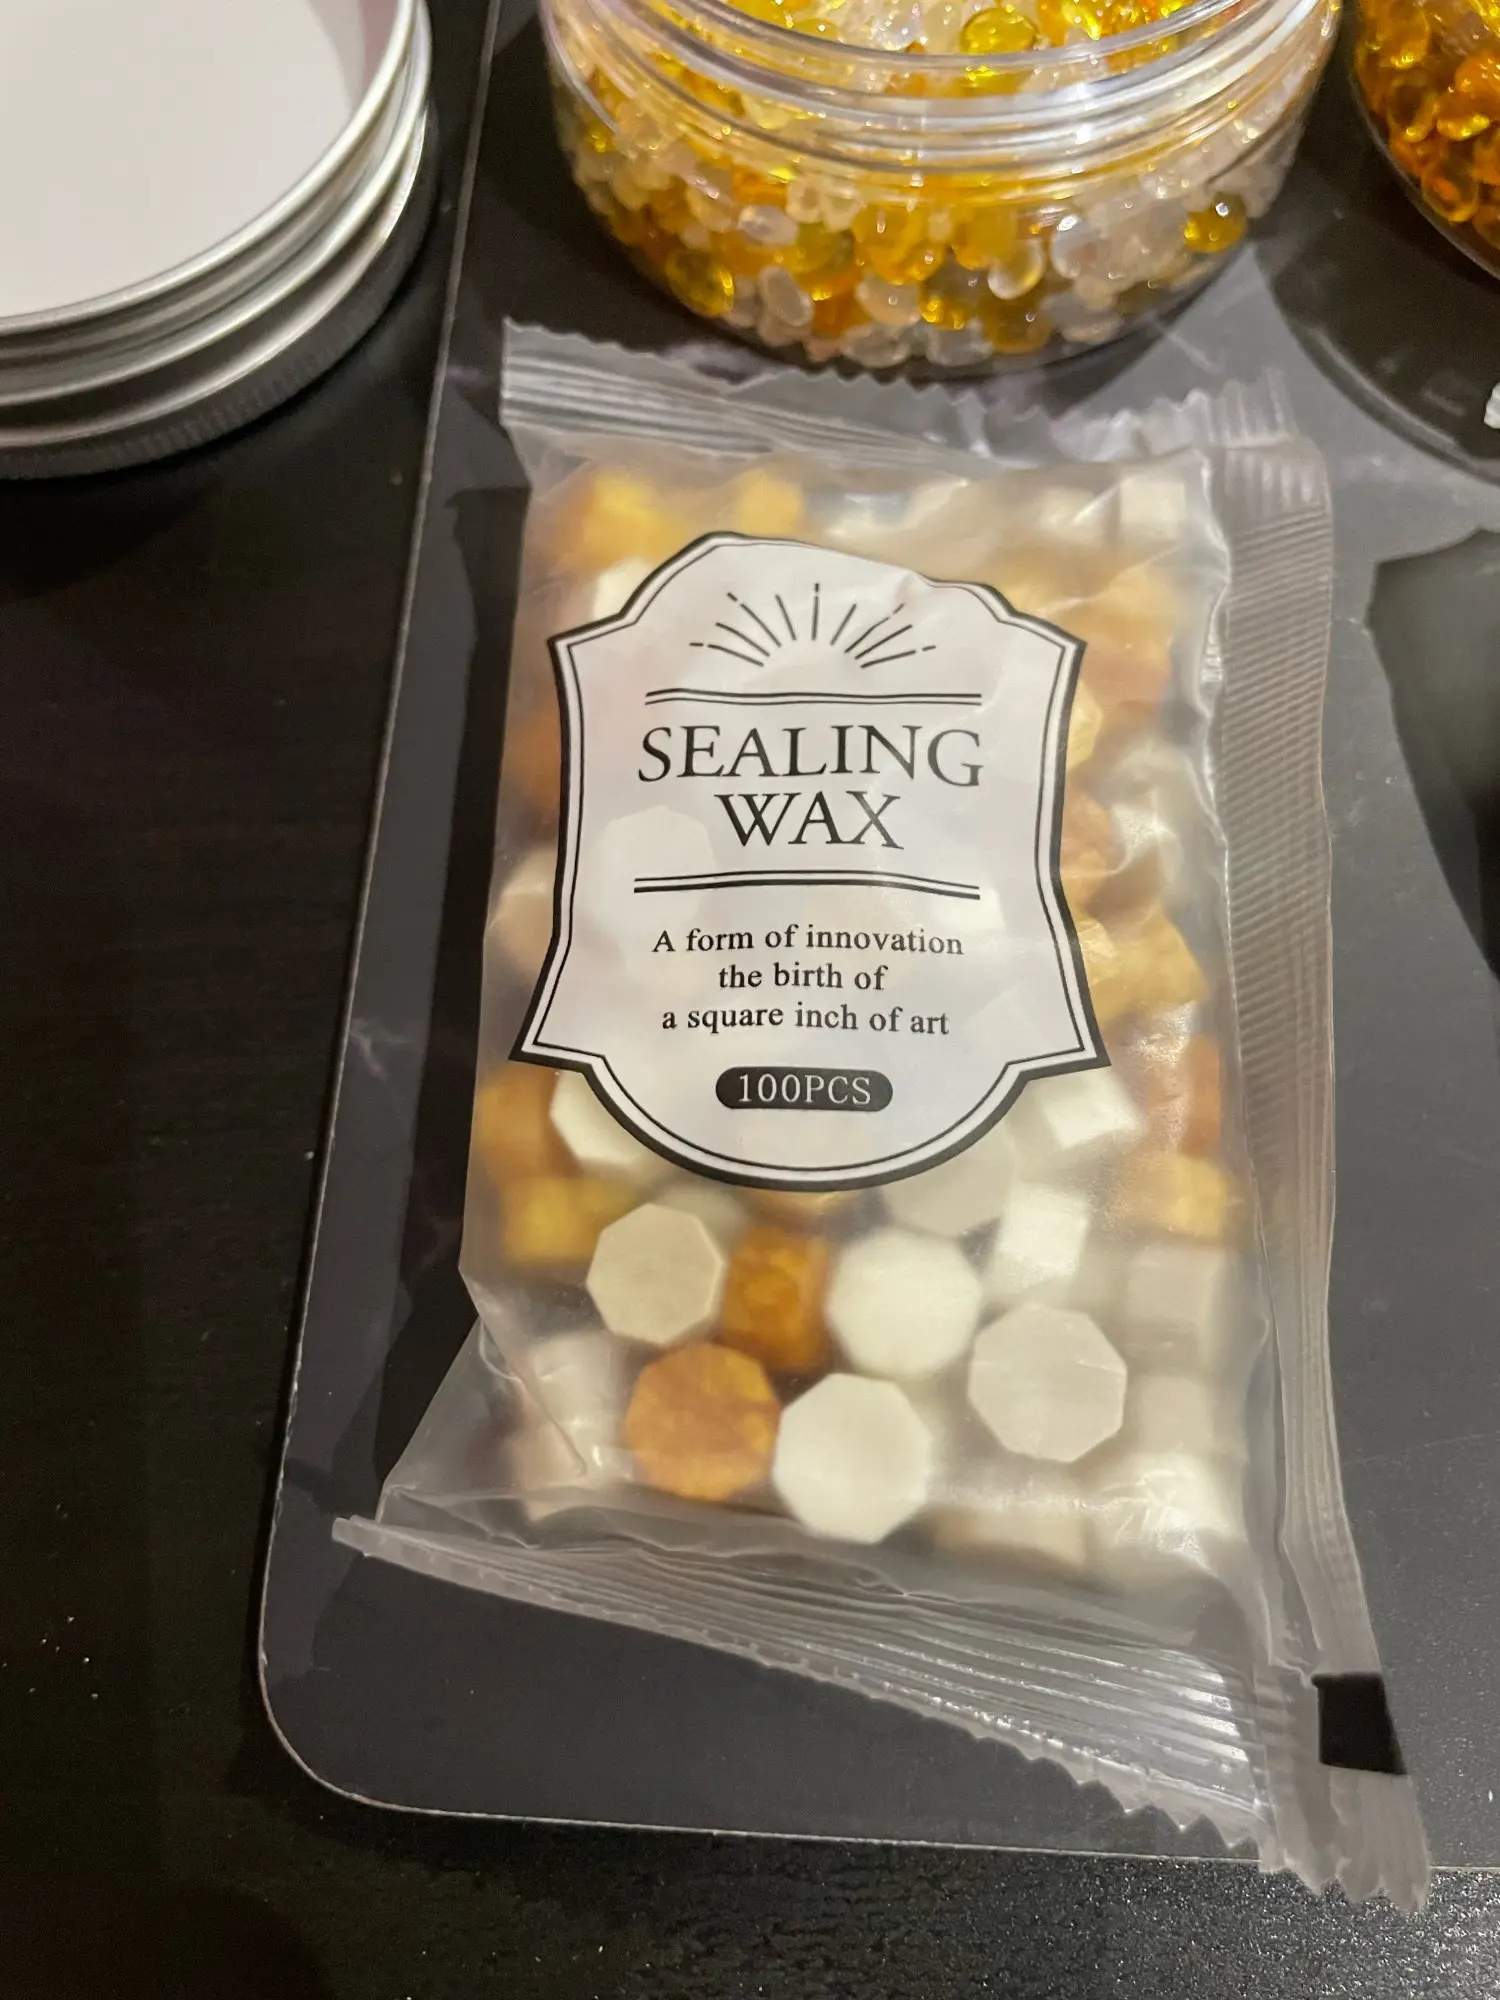 SEALING
WAX
A form of innovation
the birth of
a square inch of art
100PCS